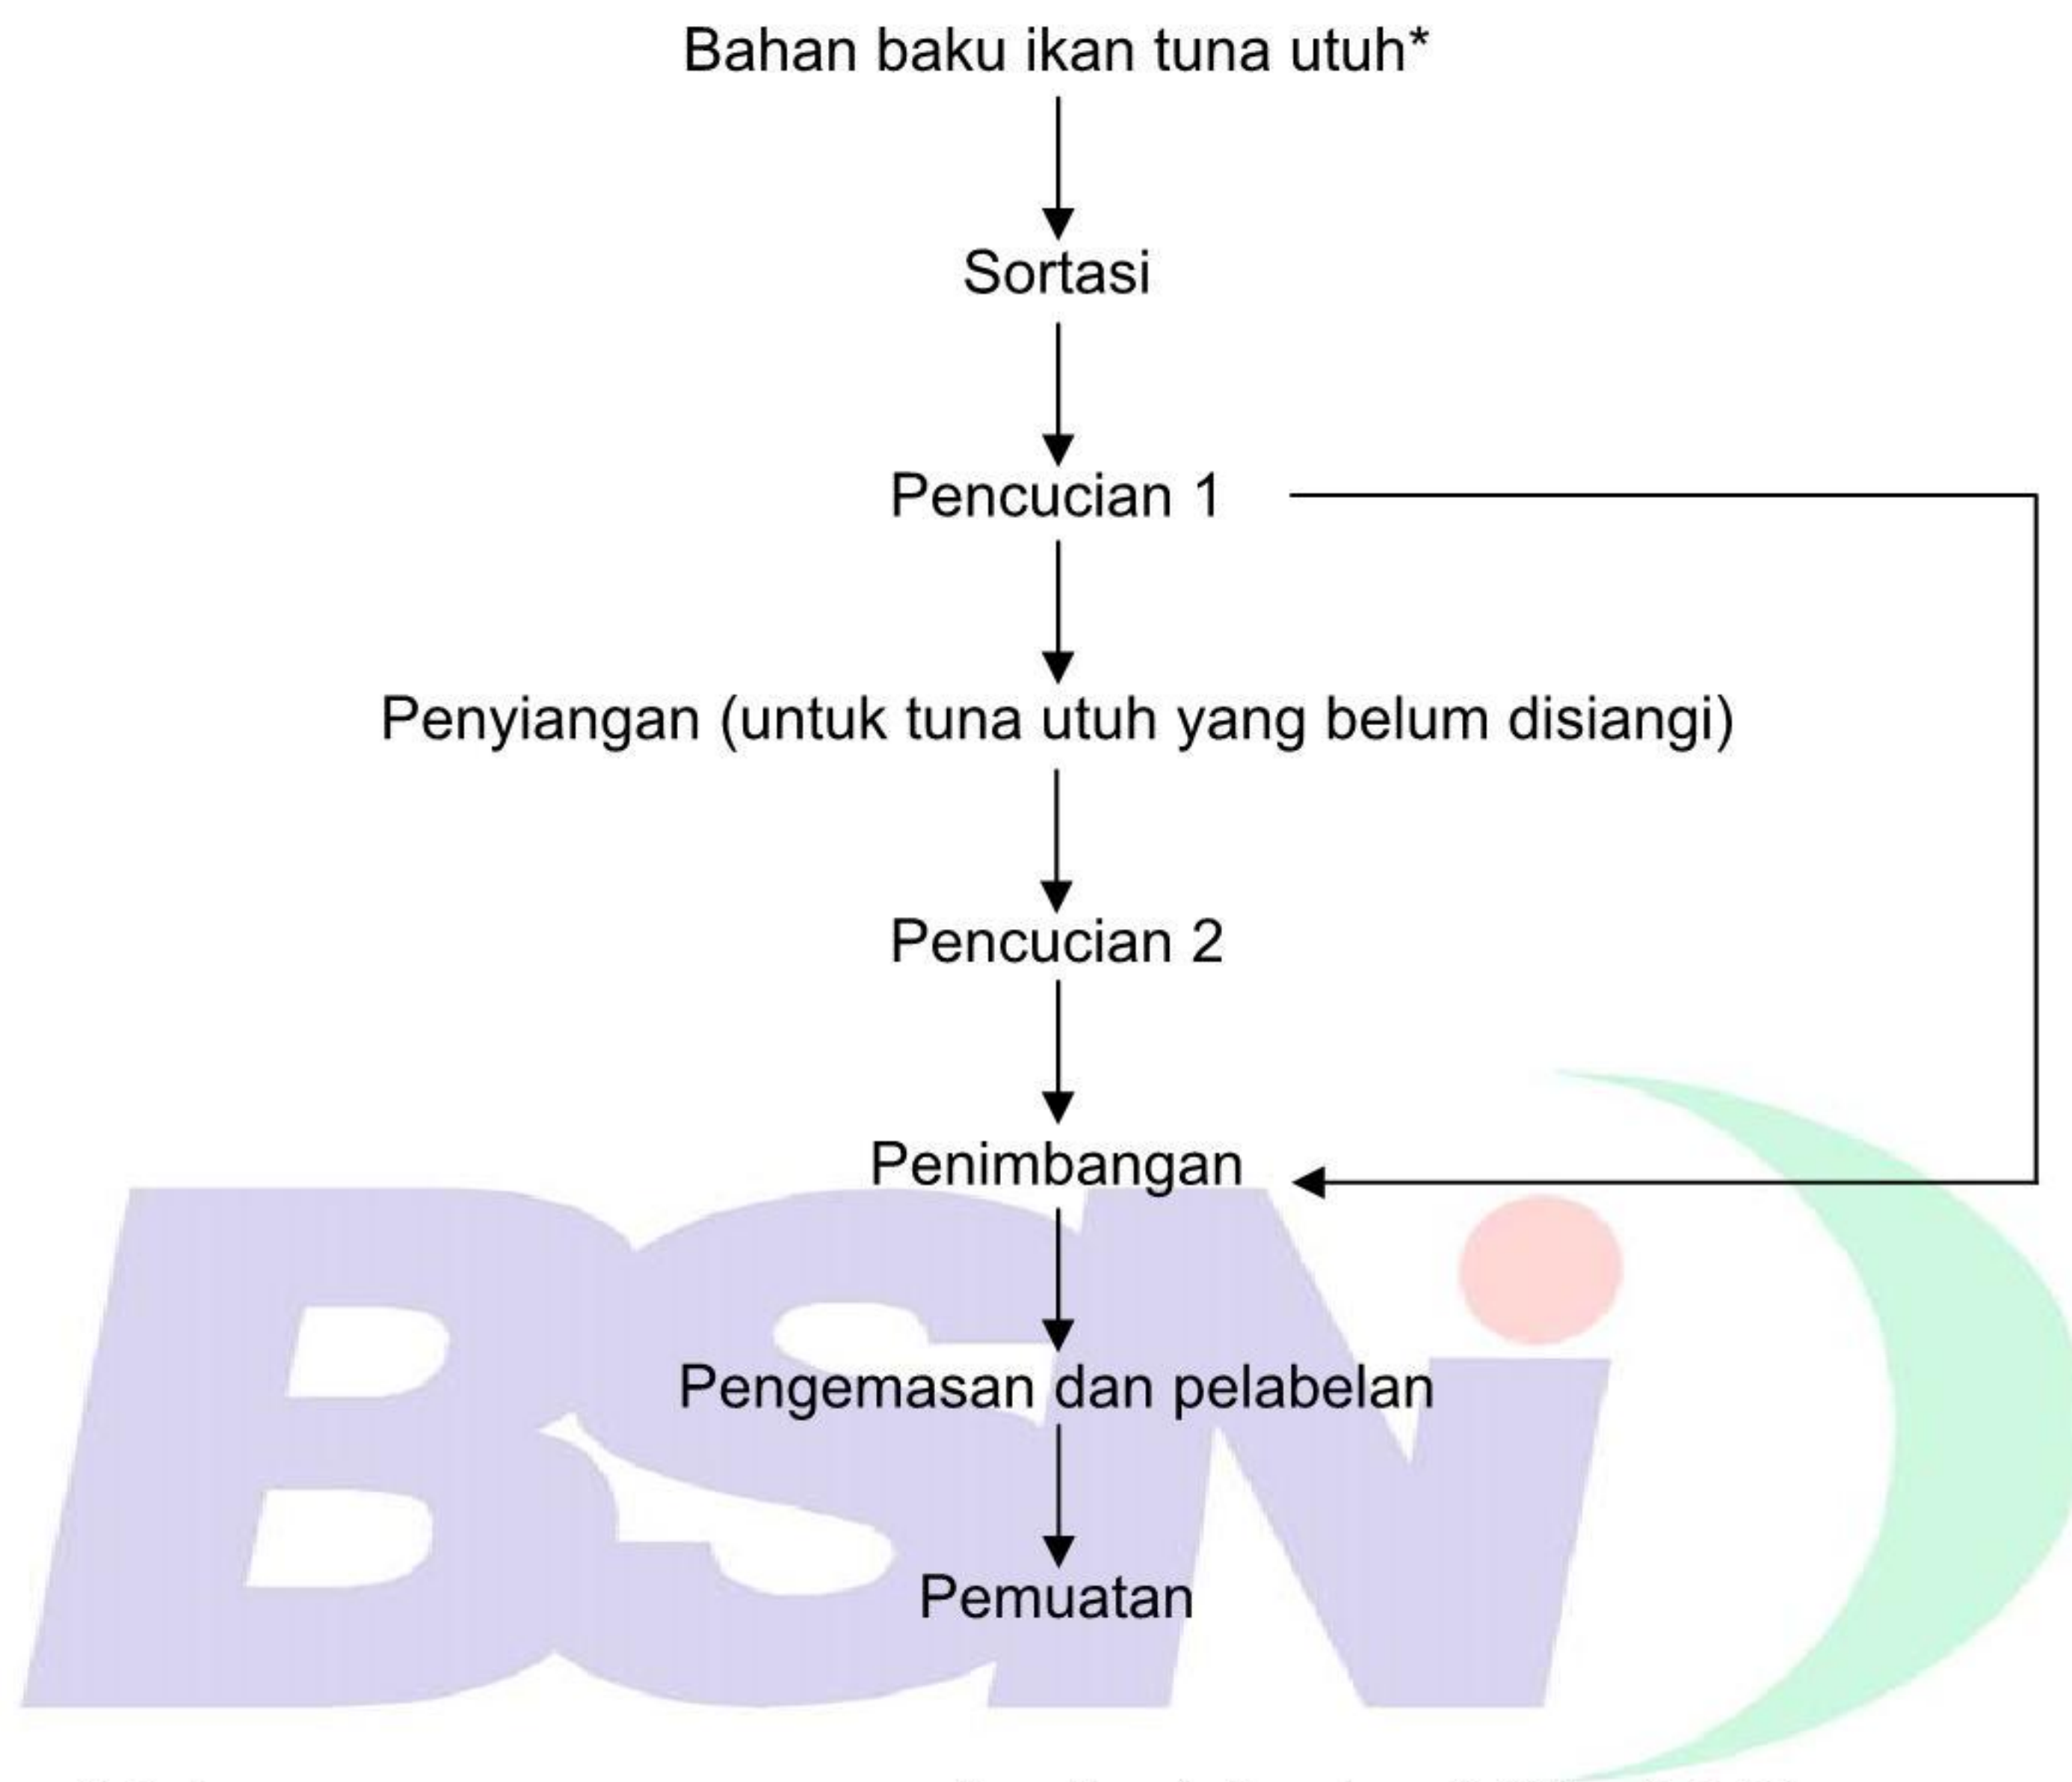 Bahan baku ikan tuna utuh*
Sortasi
Pencucian 1
Penyiangan (untuk tuna utuh yang belum disiangi)
Pencucian 2
Penimbangan
Pengemasan dan pelabelan
Pemuatan
BSNi